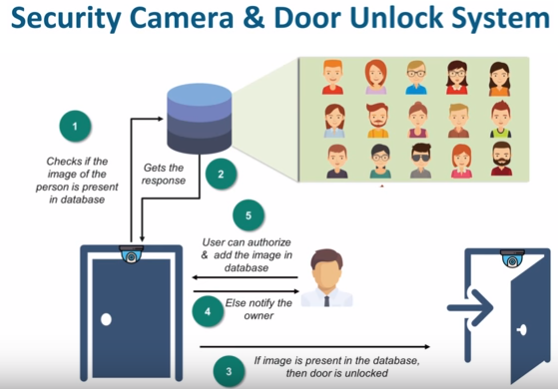 Security Camera & Door Unlock System
1
Checks if the
image of the
person is present
in database
Gets the
response
2
5
User can authorize
& add the image in
database
4
Else notify the
owner
3
If image is present in the database,
then door is unlocked